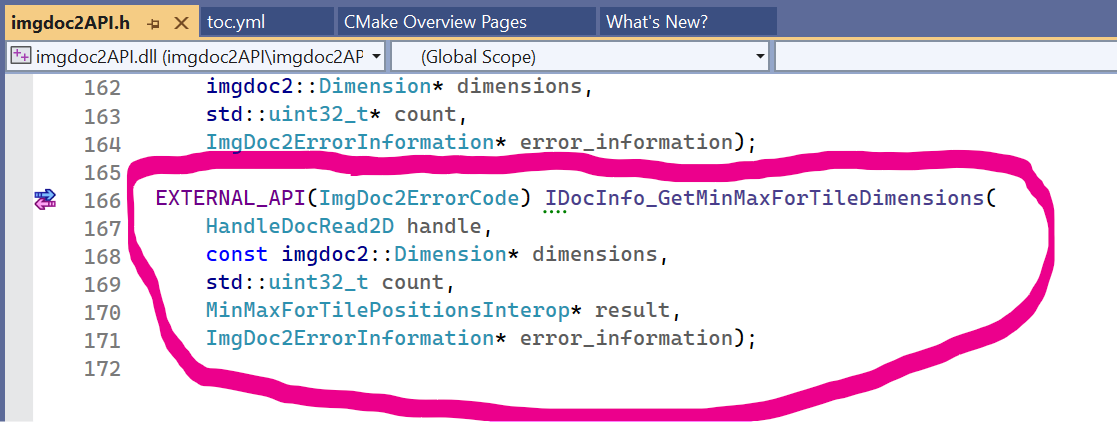 imgdoc2API.h toc.yml CMake Overview Pages What's New?
imgdoc2API.dll (imgdoc2API\imgdoc2AP (Global Scope)
162 imgdoc2::Dimension* dimensions,
163 std::uint32_t* count,
164 ImgDoc2ErrorInformation* error_information);
165
166 EXTERNAL_API(ImgDoc2ErrorCode) IDocInfo_GetMinMaxForTileDimensions(
167 HandleDocRead2D handle,
168 const imgdoc2::Dimension* dimensions,
169 std::uint32_t count,
170 MinMaxForTilePositionsInterop* result,
171 ImgDoc2ErrorInformation* error_information);
172